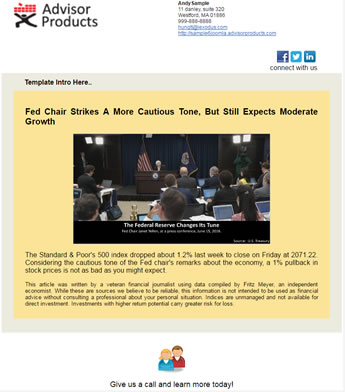 Advisor
Products
Andy Sample
11 danley, suite 320
Westford, MA 01886
999-888-8888
connect with us
Template Intro Here..
Fed Chair Strikes A More Cautious Tone, But Still Expects Moderate
Growth
The Federal Reserve Changes Its Tune
Fed Chair Janet Yellen, at a press conference, June 15, 2016.
Source: U.S. Treasury
The Standard & Poor's 500 index dropped about 1.2% last week to close on Friday at 2071.22.
Considering the cautious tone of the Fed chair's remarks about the economy, a 1% pullback in
stock prices is not as bad as you might expect.
This article was written by a veteran financial journalist using data compiled by Fritz Meyer, an independent
economist. While these are sources we believe to be reliable, this information is not intended to be used as financial
advice without consulting a professional about your personal situation. Indices are unmanaged and not available for
direct investment. Investments with higher return potential carry greater risk for loss.
Give us a call and learn more today!